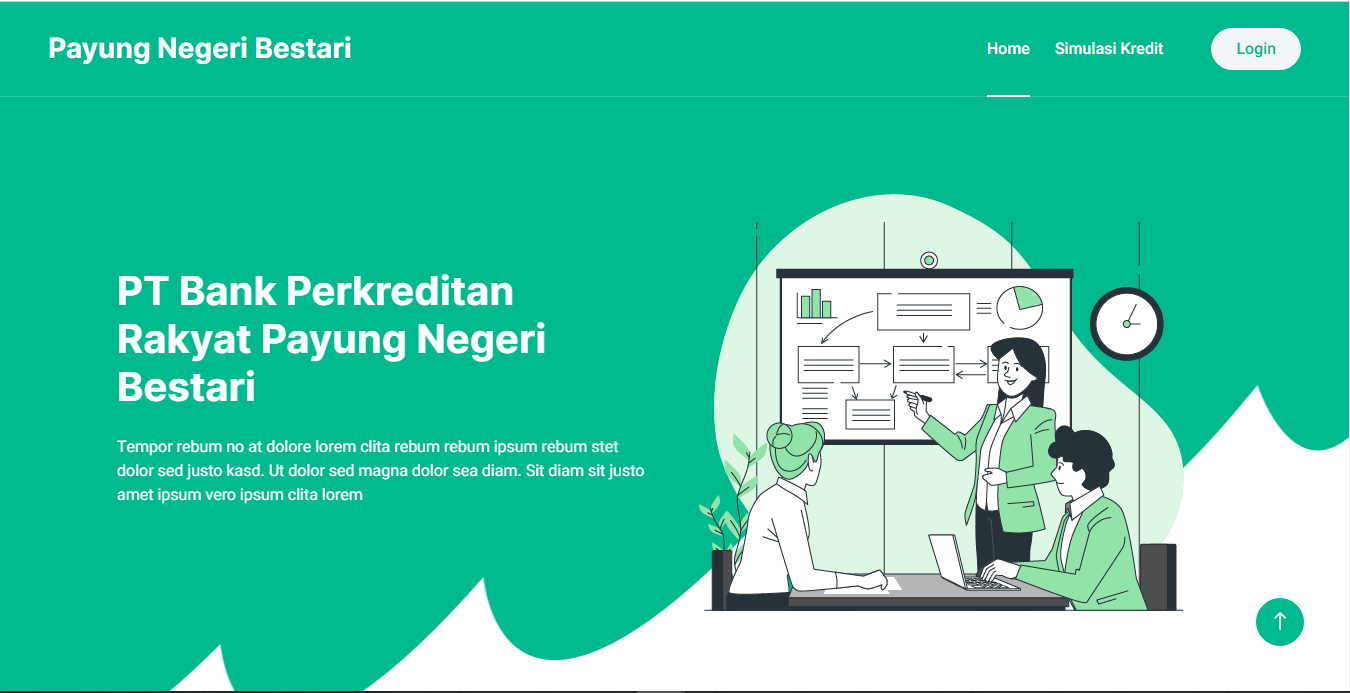 Payung Negeri Bestari
Home
Simulasi Kredit
Login
PT Bank Perkreditan
Rakyat Payung Negeri
Bestari
Tempor rebum no at dolore lorem clita rebum rebum ipsum rebum stet
dolor sed justo kasd. Ut dolor sed magna dolor sea diam. Sit diam sit justo
amet ipsum vero ipsum clita lorem